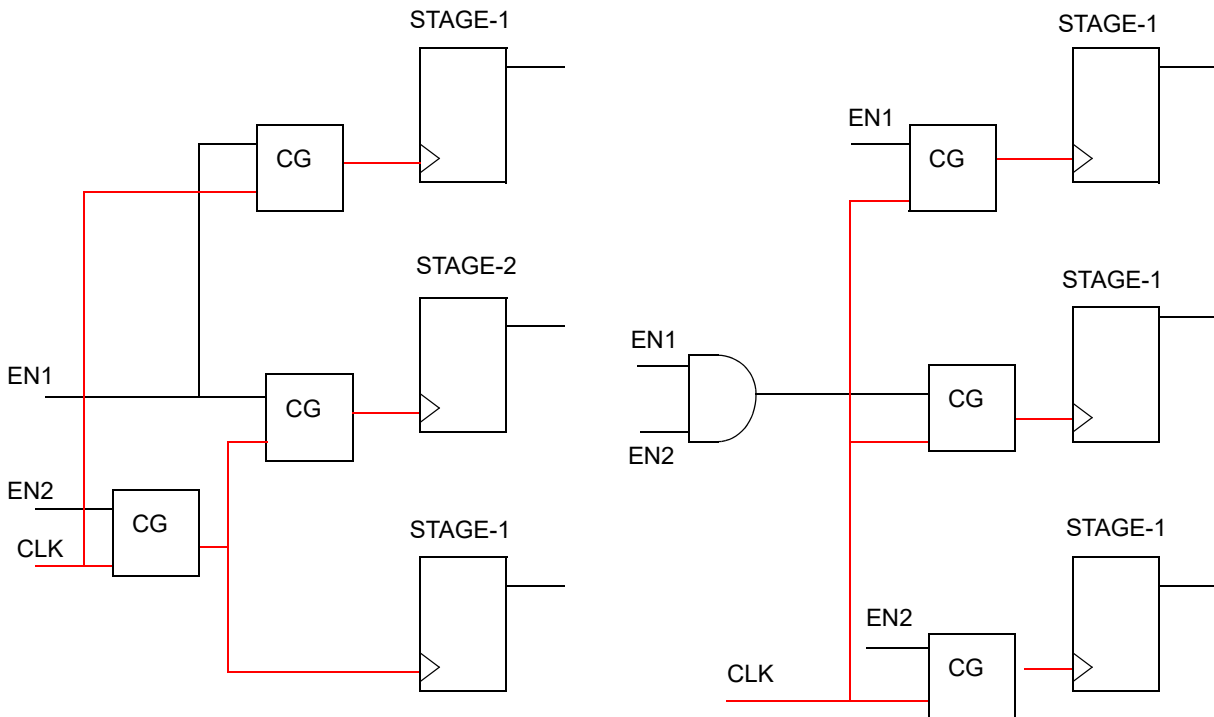 STAGE-1
CG
STAGE-2
EN1
CG
EN2
CG
CLK
STAGE-1
STAGE-1
EN1
CG
STAGE-1
EN1
CG
EN2
STAGE-1
EN2
CG
CLK